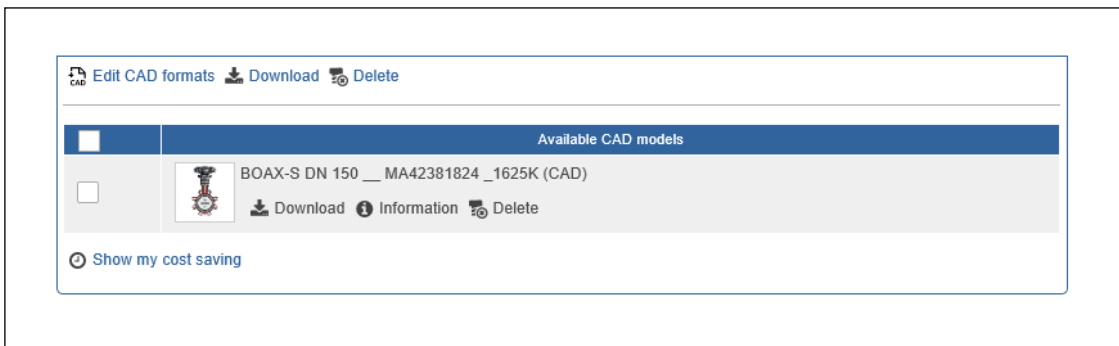 CAD Edit CAD formats Download Delete
Available CAD models
BOAX-S DN 150 __ MA42381824 _1625K (CAD)
Download Information Delete
Show my cost saving